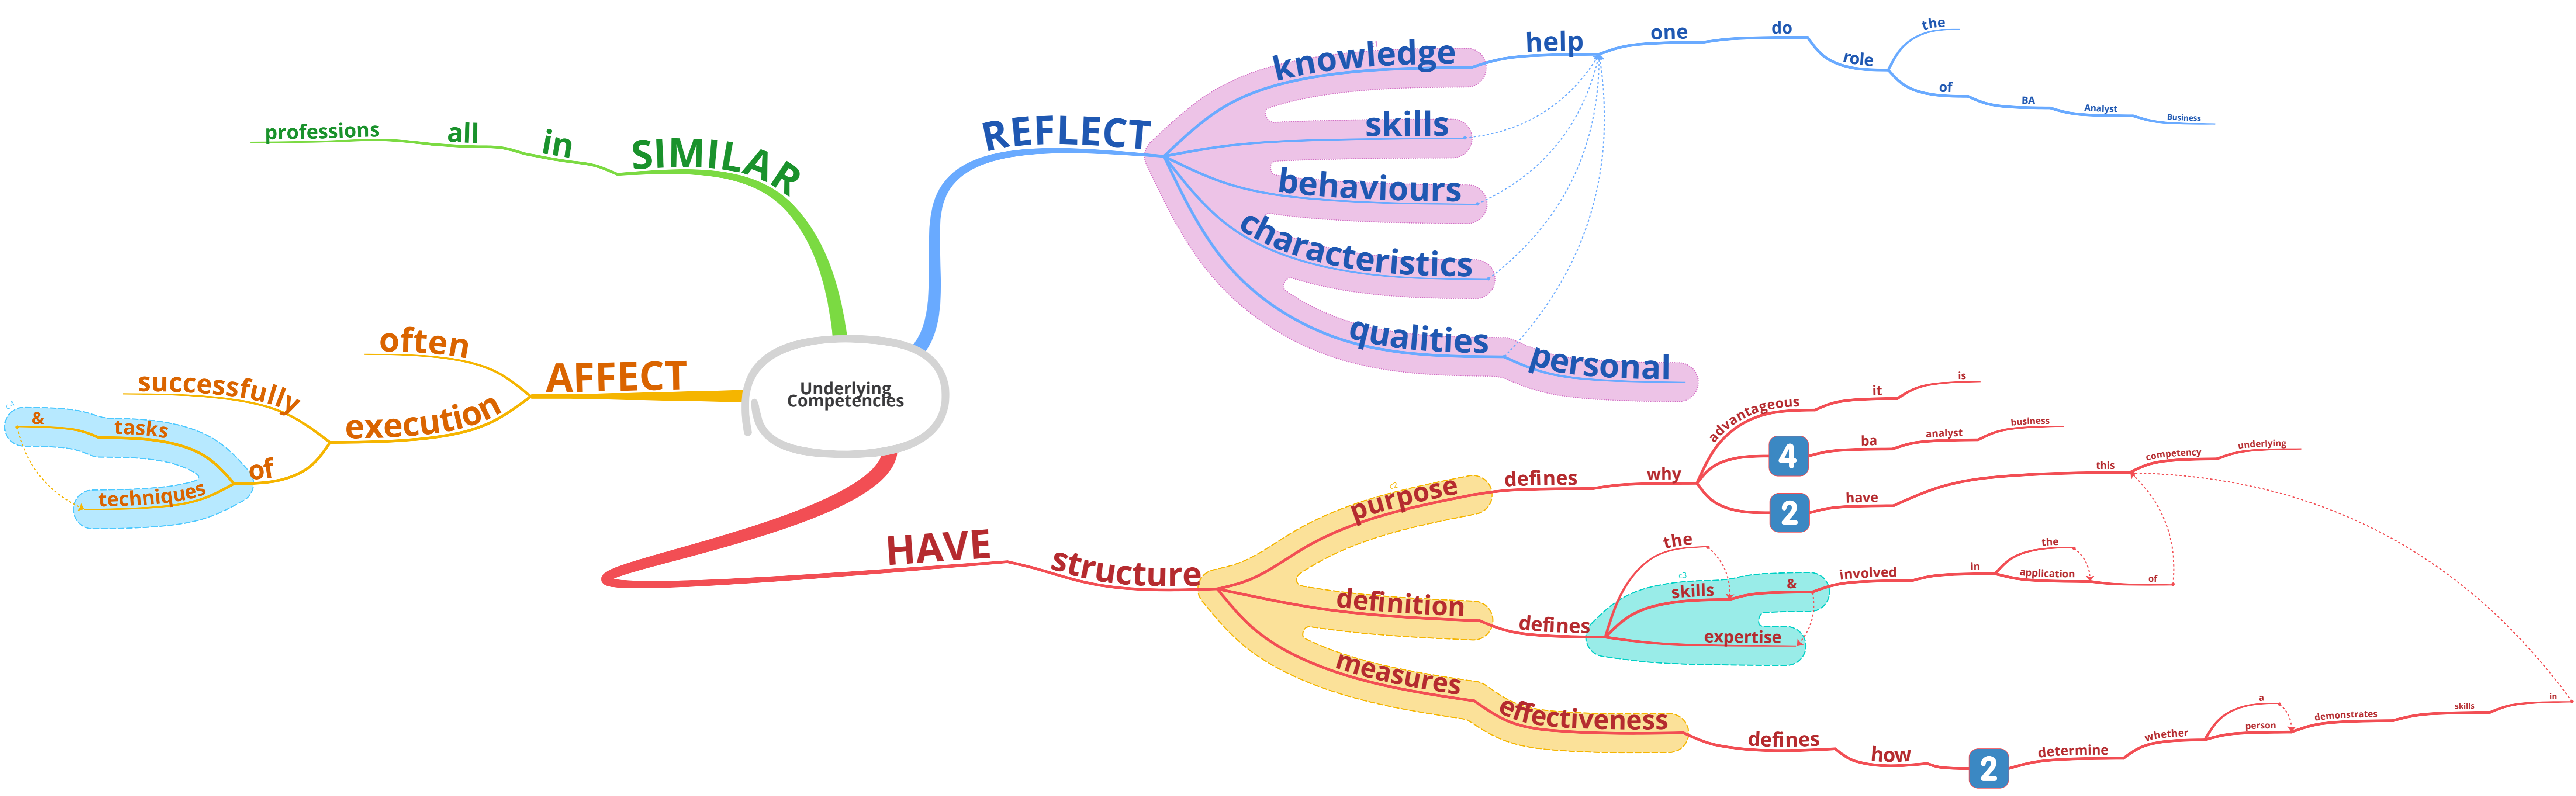 Underlying
Competencies
REFLECT
knowledge
help
one
do
role
the
of
BA
Analyst
Business
skills
behaviours
characteristics
qualities
personal
HAVE
structure
c2
purpose
defines
why
advantageous
it
is
4
ba
analyst
business
2
have
this
competency
underlying
definition
defines
the
c3
skills
&
involved
in
the
application
of
expertise
measures
effectiveness
defines
how
2
determine
whether
a
person
demonstrates
skills
in
AFFECT
often
execution
successfully
of
c4
tasks
&
techniques
SIMILAR
in
all
professions